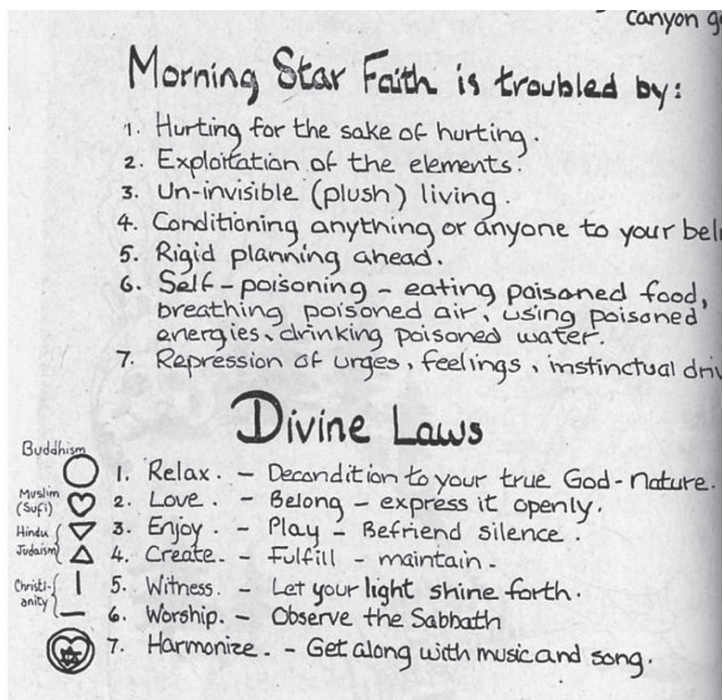 canyon
Morning Star Faith is troubled by:
1. Hurting for the sake of hurting.
2. Exploitation of the elements.
3. Un-invisible (plush) living.
4. Conditioning anything or anyone to your
5. Rigid planning ahead.
6. Self-poisoning - eating poisoned food,
breathing poisoned air, using poisoned
energies, drinking poisoned water.
7. Repression of urges, feelings, instinctual
Divine Laws
Buddhism
1. Relax. - Decondition to your true God-nature.
Muslim
(Sufi)
2. Love. - Belong - express it openly.
Hindu
3. Enjoy. - Play - Befriend silence.
Judaism
4. Create. - Fulfill - maintain.
Christi-
anity
5. Witness. - Let your light shine forth.
6. Worship. - Observe the Sabbath
7. Harmonize. - Get along with music and song.